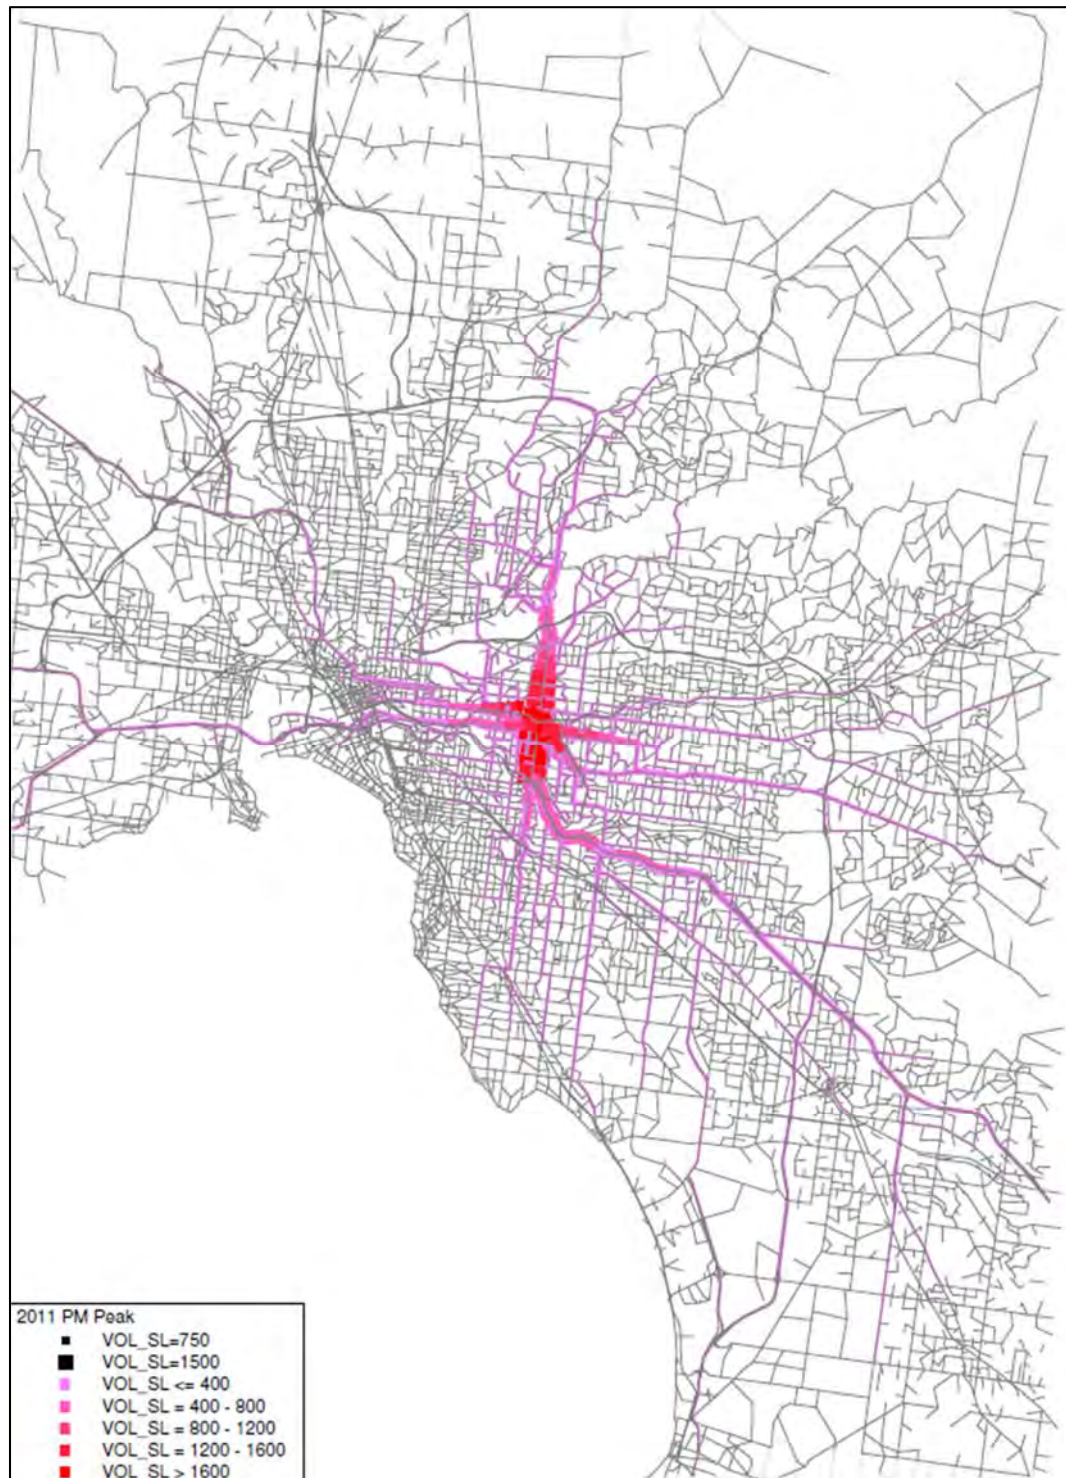 2011 PM Peak
VOL_SL=750
VOL_SL=1500
VOL_SL <= 400
VOL_SL = 400 - 800
VOL_SL = 800 - 1200
VOL_SL = 1200 - 1600
VOL_SL > 1600